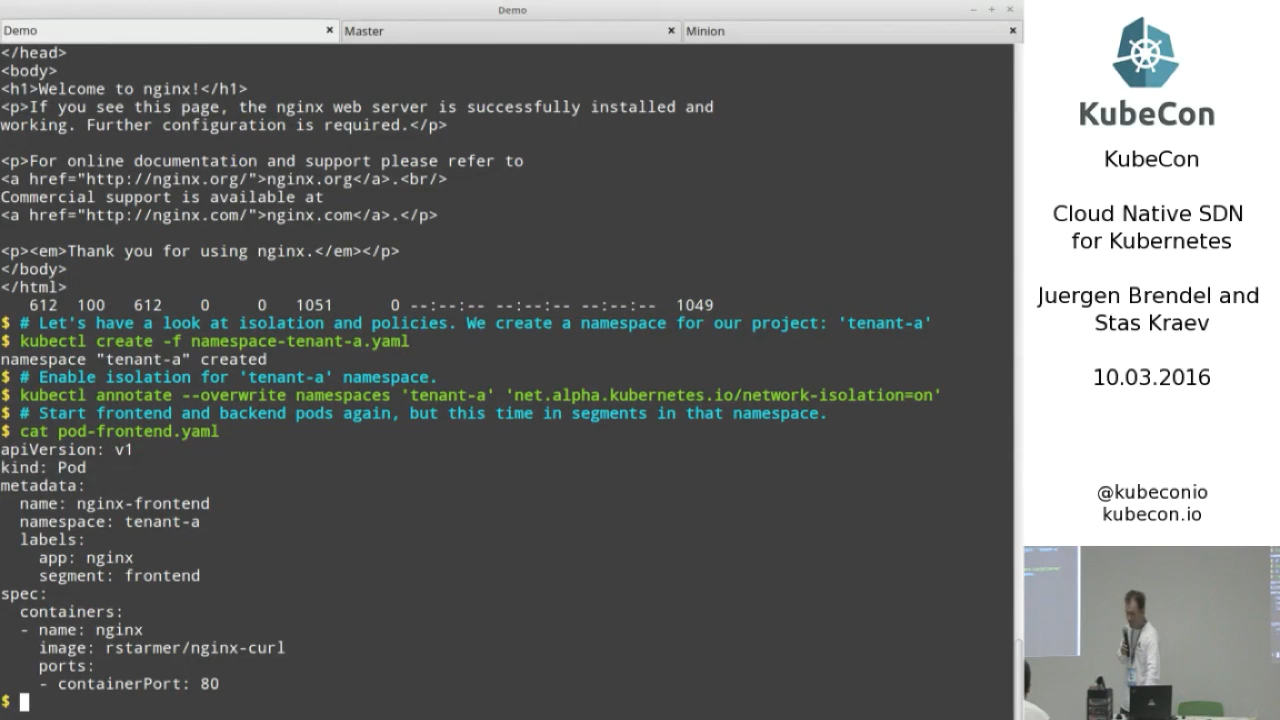 Demo
Demo
Master
Minion
</head>
<body>
<h1>Welcome to nginx!</h1>
<p>If you see this page, the nginx web server is successfully installed and
working. Further configuration is required.</p>
<p>For online documentation and support please refer to
<a href="http://nginx.org/">nginx.org</a>.<br/>
Commercial support is available at
<a href="http://nginx.com/">nginx.com</a>.</p>
<p><em>Thank you for using nginx.</em></p>
</body>
</html>
612 100 612 0 0 1051 0 --:--:-- --:--:-- --:--:-- 1049
$ # Let's have a look at isolation and policies. We create a namespace for our project: 'tenant-a'
$ kubectl create -f namespace-tenant-a.yaml
namespace "tenant-a" created
$ # Enable isolation for 'tenant-a' namespace.
$ kubectl annotate --overwrite namespaces 'tenant-a' 'net.alpha.kubernetes.io/network-isolation=on'
$ # Start frontend and backend pods again, but this time in segments in that namespace.
$ cat pod-frontend.yaml
apiVersion: v1
kind: Pod
metadata:
  name: nginx-frontend
  namespace: tenant-a
  labels:
    app: nginx
    segment: frontend
spec:
  containers:
  - name: nginx
    image: rstarmer/nginx-curl
    ports:
    - containerPort: 80
$
KubeCon
KubeCon
Cloud Native SDN
for Kubernetes
Juergen Brendel and
Stas Kraev
10.03.2016
@kubeconio
kubecon.io